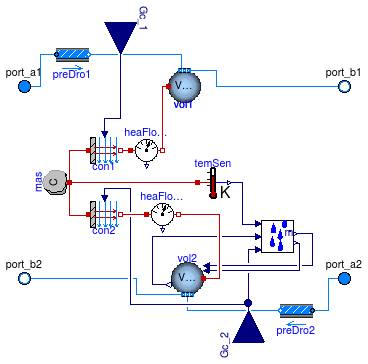 Gc_1
port_a1
preDro1
port_b1
V...
vol1
heaFlo...
con1
temSen
K
mas
C
heaFlo...
con2
m
port_b2
vol2
V...
port_a2
preDro2
Gc_2